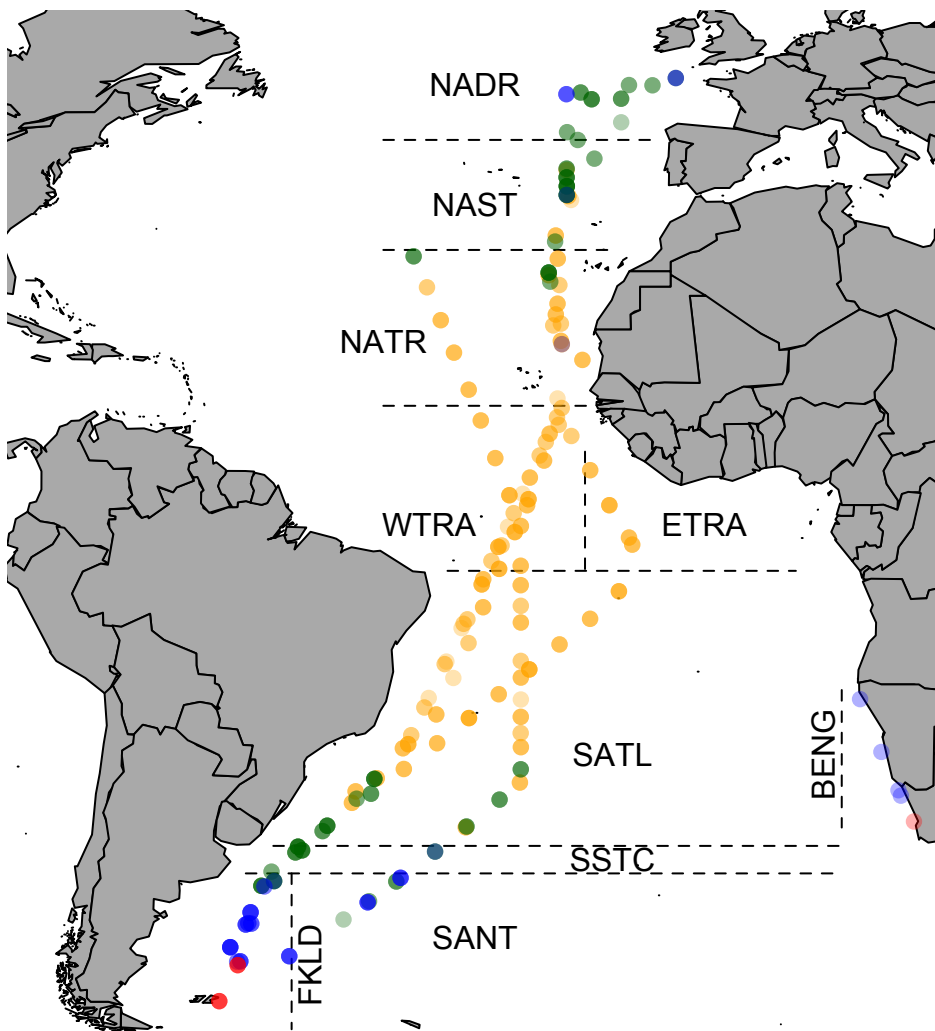 NADR
NAST
NATR
WTRA
ETRA
SATL
BENG
SSTC
SANT
FKLD